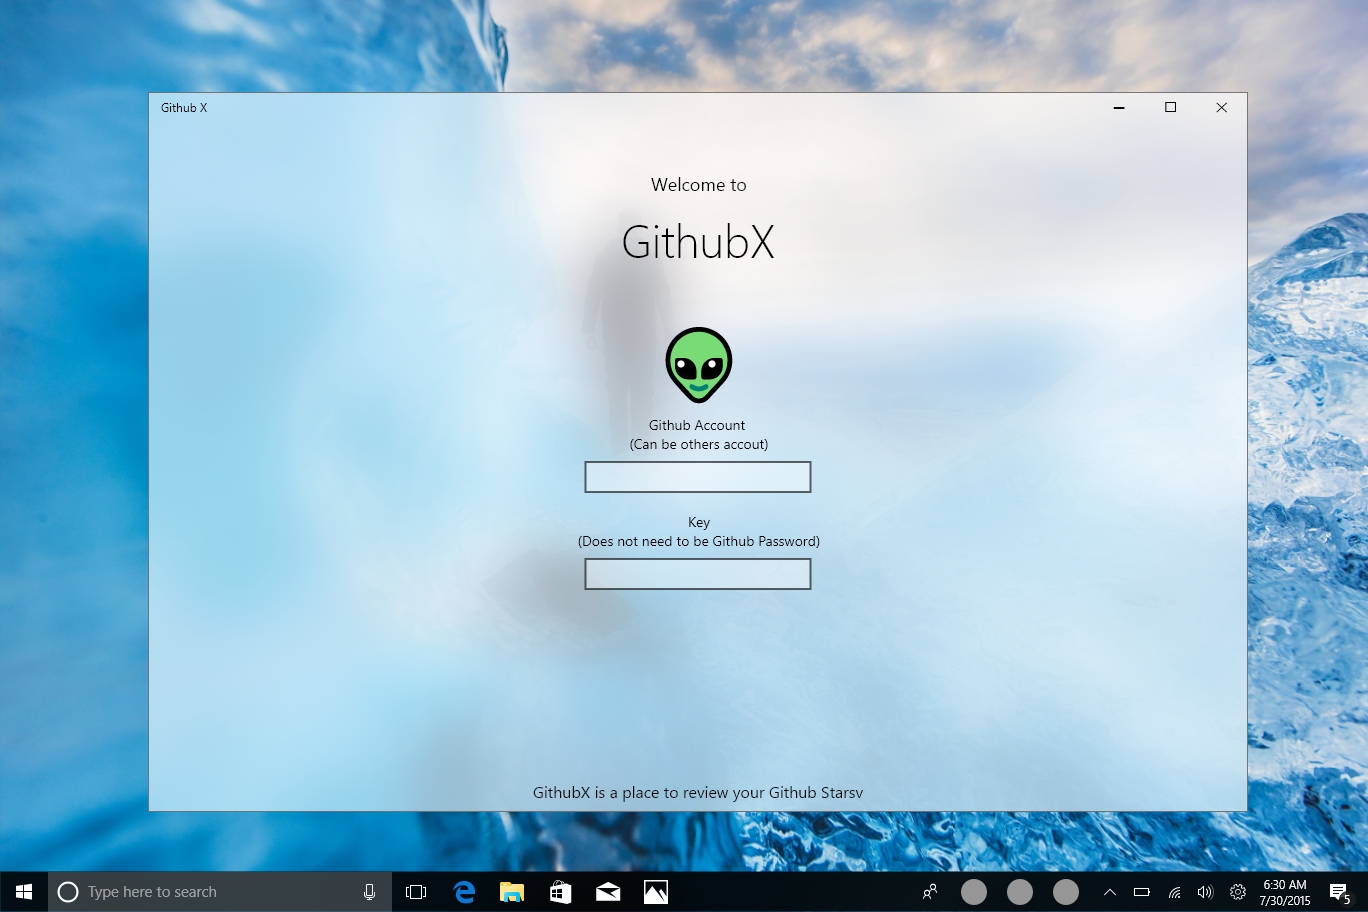 Github X
Welcome to
GithubX
Github Account
(Can be others accout)
Key
(Does not need to be Github Password)
GithubX is a place to review your Github Starsv
Type here to search
6:30 AM
7/30/2015
5